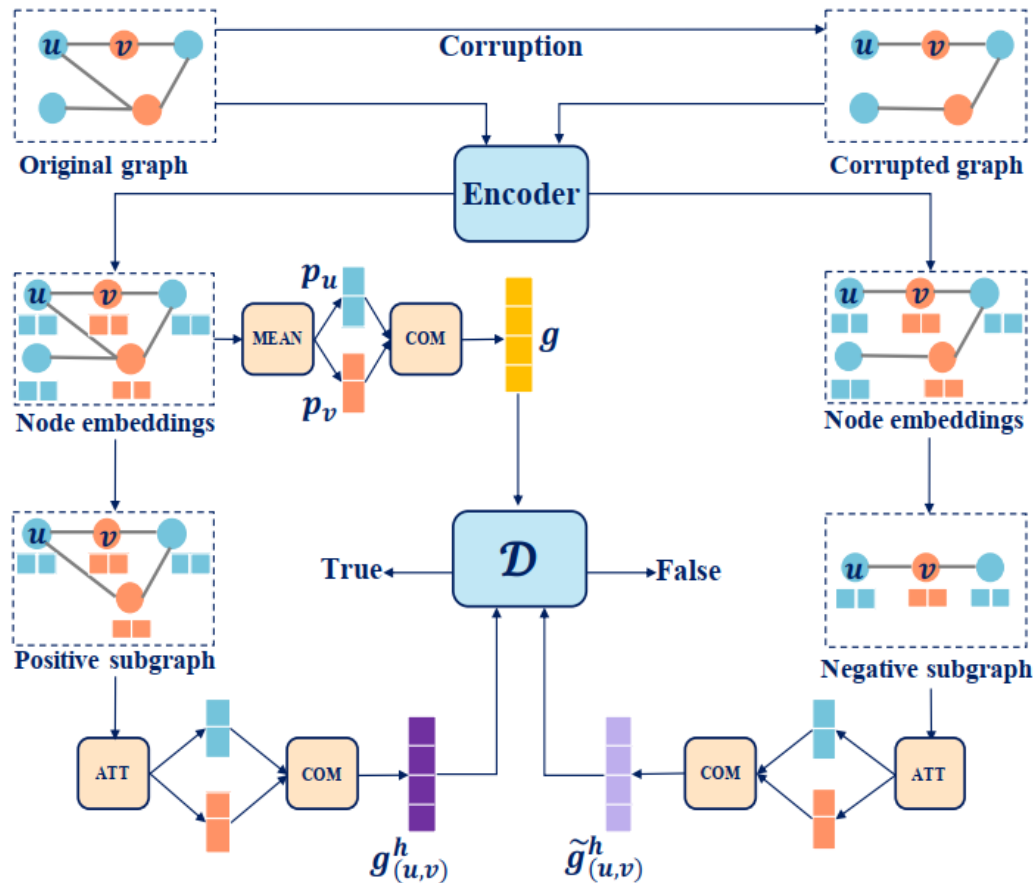 u v
Corruption
u v
Original graph
Corrupted graph
Encoder
u v
p_u
MEAN
COM
g
p_v
u v
Node embeddings
Node embeddings
u v
True
𝒟
False
u v
Positive subgraph
Negative subgraph
ATT
COM
COM
ATT
g^h_(u,v)
g̃^h_(u,v)